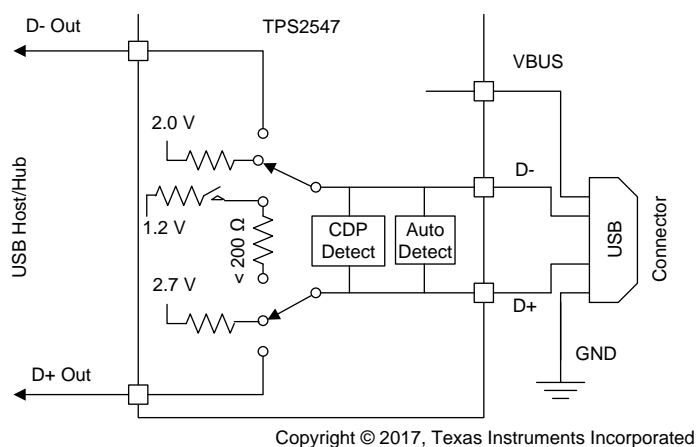 D- Out
TPS2547
VBUS
2.0 V
D-
1.2 V
< 200 Ω
CDP
Detect
Auto
Detect
USB Host/Hub
USB
Connector
2.7 V
D+
GND
D+ Out
Copyright © 2017, Texas Instruments Incorporated